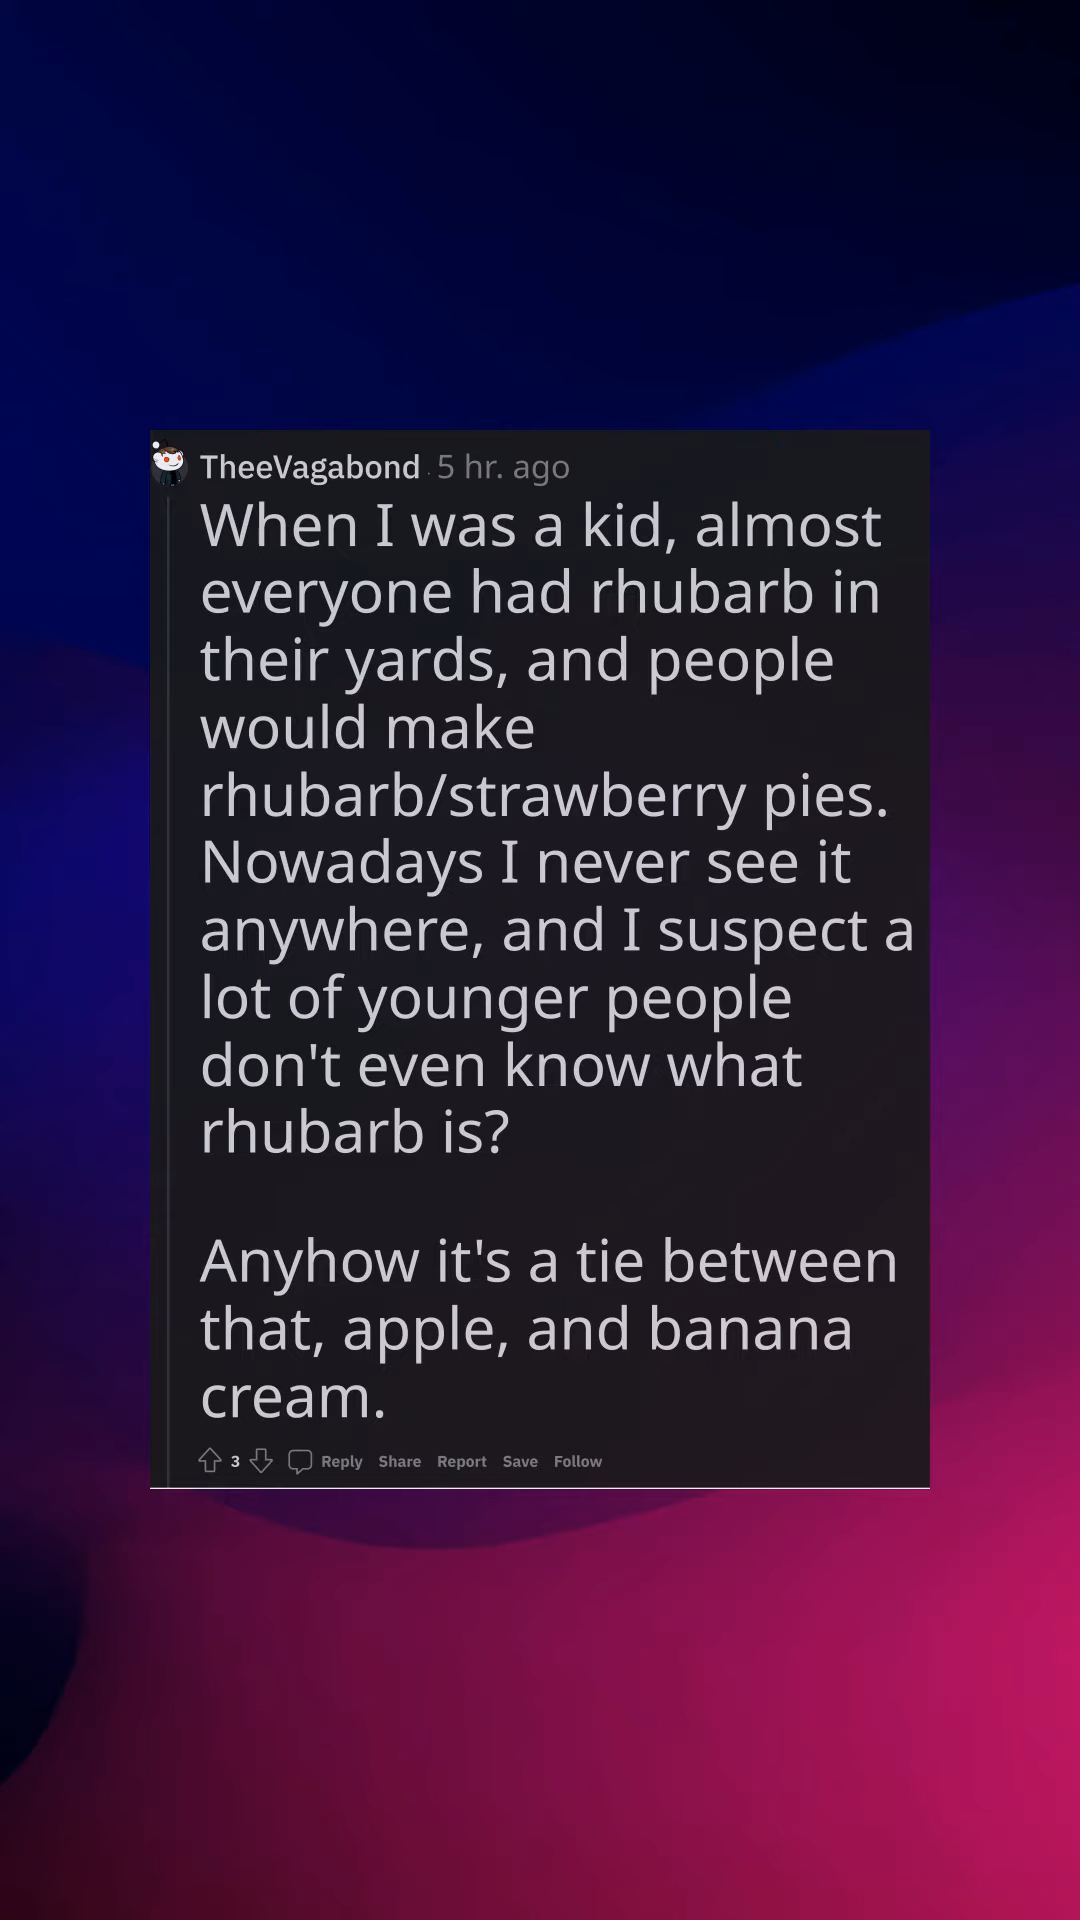 TheeVagabond · 5 hr. ago
When I was a kid, almost
everyone had rhubarb in
their yards, and people
would make
rhubarb/strawberry pies.
Nowadays I never see it
anywhere, and I suspect a
lot of younger people
don't even know what
rhubarb is?
Anyhow it's a tie between
that, apple, and banana
cream.
3 Reply Share Report Save Follow